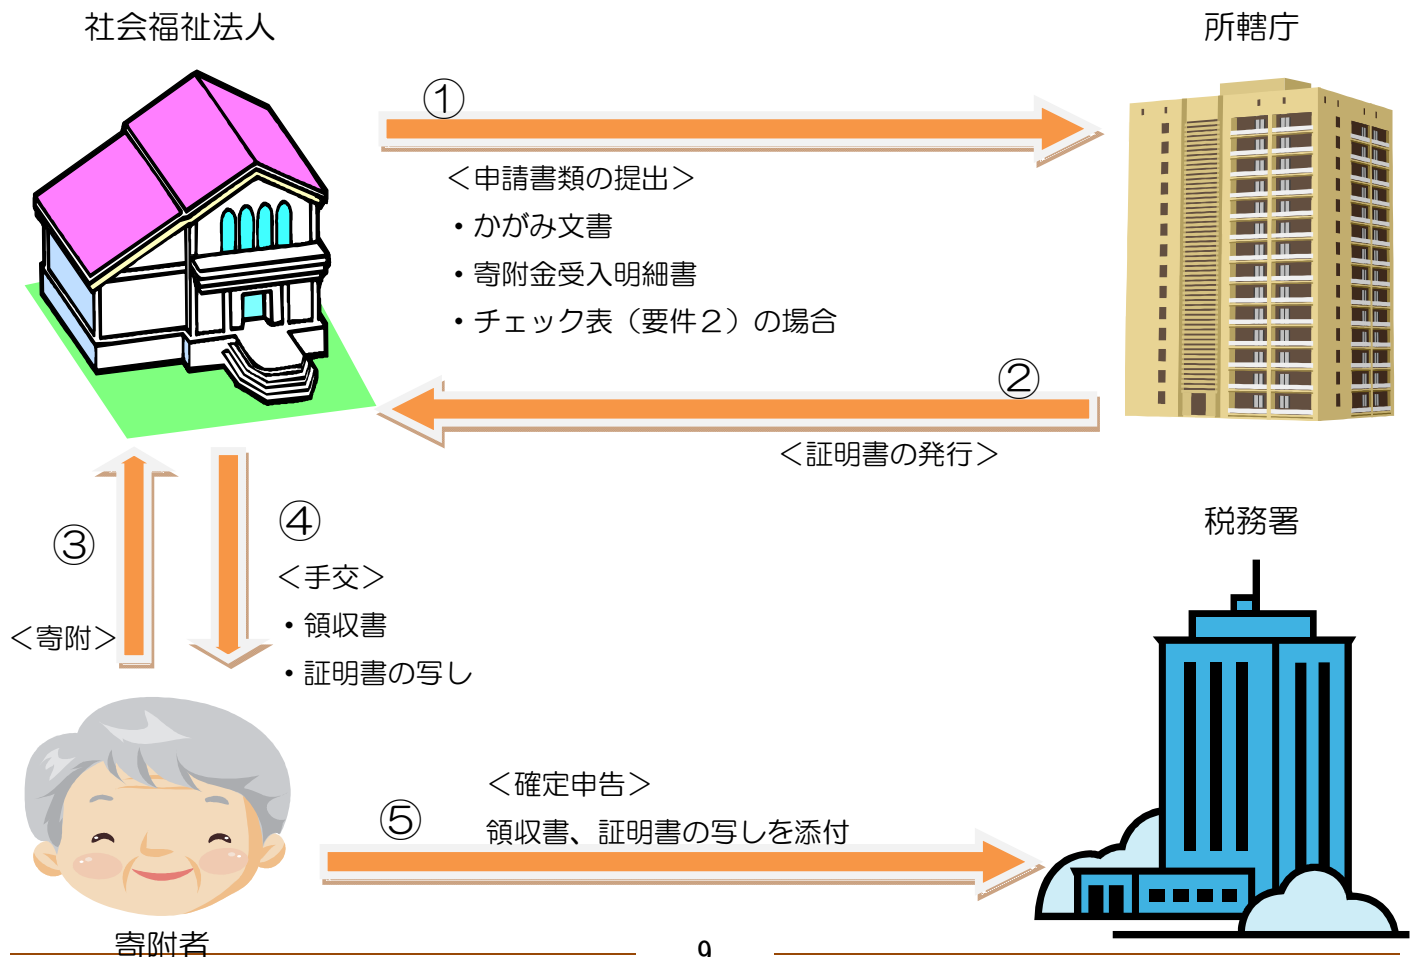 社会福祉法人
所轄庁
①
＜申請書類の提出＞
・かがみ文書
・寄附金受入明細書
・チェック表（要件２）の場合
②
＜証明書の発行＞
③
＜寄附＞
④
＜手交＞
・領収書
・証明書の写し
税務署
⑤
＜確定申告＞
領収書、証明書の写しを添付
寄附者
9